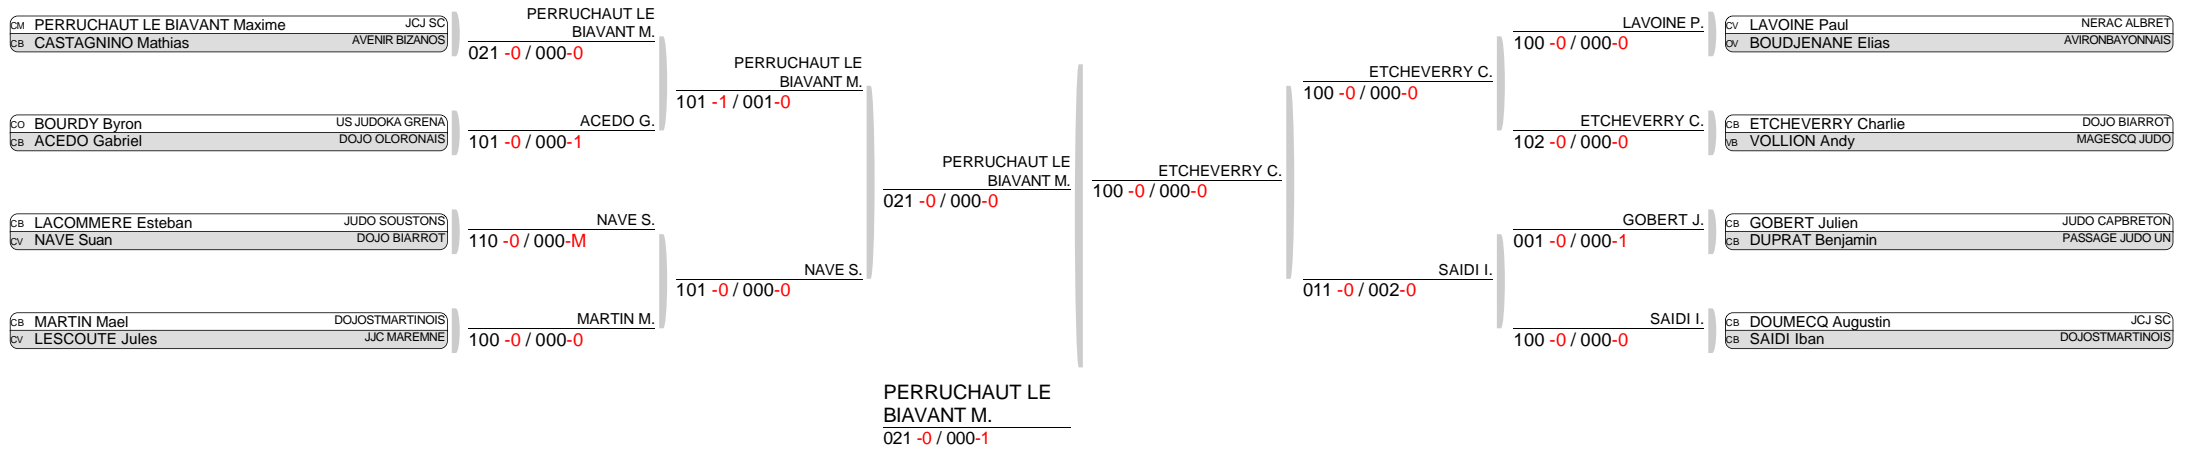 CM PERRUCHAUT LE BIAVANT Maxime JCJ SC
CB CASTAGNINO Mathias AVENIR BIZANOS
CO BOURDY Byron US JUDOKA GRENA
CB ACEDO Gabriel DOJO OLORONAIS
CB LACOMMERE Esteban JUDO SOUSTONS
CV NAVE Suan DOJO BIARROT
CB MARTIN Mael DOJOSTMARTINOIS
CV LESCOUTE Jules JJC MAREMNE
PERRUCHAUT LE
BIAVANT M.
021 -0 / 000-0
ACEDO G.
101 -0 / 000-1
NAVE S.
110 -0 / 000-M
MARTIN M.
100 -0 / 000-0
PERRUCHAUT LE
BIAVANT M.
101 -1 / 001-0
NAVE S.
101 -0 / 000-0
PERRUCHAUT LE
BIAVANT M.
021 -0 / 000-0
PERRUCHAUT LE
BIAVANT M.
021 -0 / 000-1
ETCHEVERRY C.
100 -0 / 000-0
ETCHEVERRY C.
100 -0 / 000-0
SAIDI I.
011 -0 / 002-0
LAVOINE P.
100 -0 / 000-0
ETCHEVERRY C.
102 -0 / 000-0
GOBERT J.
001 -0 / 000-1
SAIDI I.
100 -0 / 000-0
CV LAVOINE Paul NERAC ALBRET
OV BOUDJENANE Elias AVIRONBAYONNAIS
CB ETCHEVERRY Charlie DOJO BIARROT
VB VOLLION Andy MAGESCQ JUDO
CB GOBERT Julien JUDO CAPBRETON
CB DUPRAT Benjamin PASSAGE JUDO UN
CB DOUMECQ Augustin JCJ SC
CB SAIDI Iban DOJOSTMARTINOIS